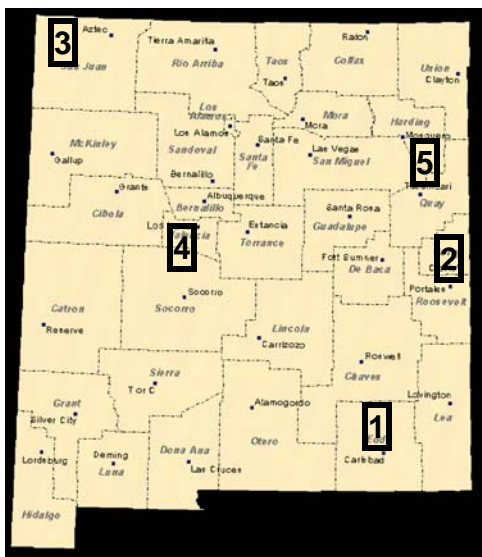 3
Aztec
San Juan
Tierra Amarilla
Rio Arriba
Taos
Taos
Raton
Colfax
Union
Clayton
Los
Alamos
Los Alamos
Sandoval
Santa Fe
Santa
Fe
Mora
Mora
Harding
Mosquero
McKinley
Gallup
Las Vegas
San Miguel
5
Bernalillo
Grants
Cibola
Albuquerque
Bernalillo
Quay
Santa Rosa
Guadalupe
Los
4
Estancia
Torrance
Fort Sumner
De Baca
2
Portales
Roosevelt
Socorro
Socorro
Catron
Reserve
Lincoln
Carrizozo
Roswell
Chaves
Sierra
T or C
Grant
Silver City
Alamogordo
Otero
Lovington
Lea
1
Carlsbad
Lordsburg
Deming
Luna
Dona Ana
Las Cruces
Hidalgo